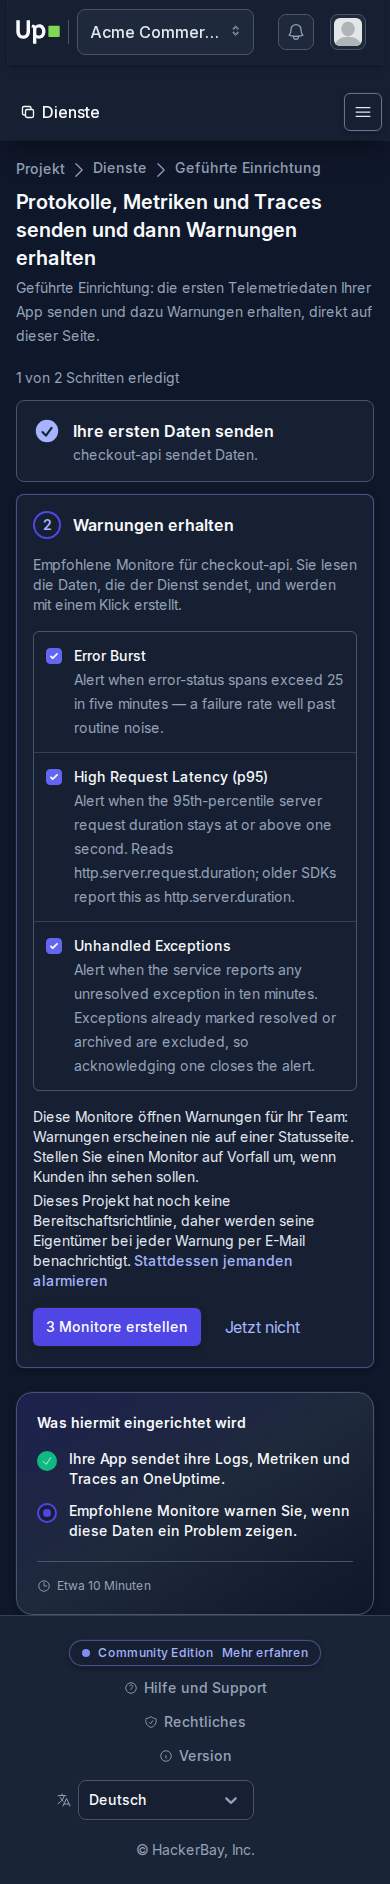 Up
Acme Commer...
Dienste
Projekt > Dienste > Geführte Einrichtung
Protokolle, Metriken und Traces
senden und dann Warnungen
erhalten
Geführte Einrichtung: die ersten Telemetriedaten Ihrer
App senden und dazu Warnungen erhalten, direkt auf
dieser Seite.
1 von 2 Schritten erledigt
Ihre ersten Daten senden
checkout-api sendet Daten.
2 Warnungen erhalten
Empfohlene Monitore für checkout-api. Sie lesen
die Daten, die der Dienst sendet, und werden
mit einem Klick erstellt.
Error Burst
Alert when error-status spans exceed 25
in five minutes — a failure rate well past
routine noise.
High Request Latency (p95)
Alert when the 95th-percentile server
request duration stays at or above one
second. Reads
http.server.request.duration; older SDKs
report this as http.server.duration.
Unhandled Exceptions
Alert when the service reports any
unresolved exception in ten minutes.
Exceptions already marked resolved or
archived are excluded, so
acknowledging one closes the alert.
Diese Monitore öffnen Warnungen für Ihr Team:
Warnungen erscheinen nie auf einer Statusseite.
Stellen Sie einen Monitor auf Vorfall um, wenn
Kunden ihn sehen sollen.
Dieses Projekt hat noch keine
Bereitschaftsrichtlinie, daher werden seine
Eigentümer bei jeder Warnung per E-Mail
benachrichtigt. Stattdessen jemanden
alarmieren
3 Monitore erstellen Jetzt nicht
Was hiermit eingerichtet wird
Ihre App sendet ihre Logs, Metriken und
Traces an OneUptime.
Empfohlene Monitore warnen Sie, wenn
diese Daten ein Problem zeigen.
Etwa 10 Minuten
Community Edition Mehr erfahren
Hilfe und Support
Rechtliches
Version
Deutsch
© HackerBay, Inc.